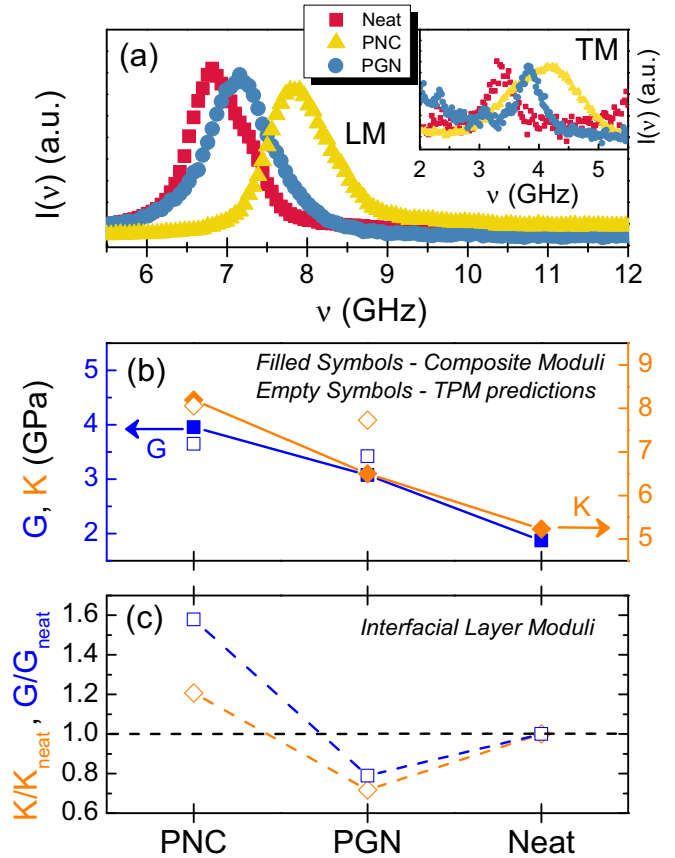 Neat
PNC
PGN
(a)
LM
TM
I(ν) (a.u.)
I(ν) (a.u.)
2 3 4 5
ν (GHz)
6 7 8 9 10 11 12
ν (GHz)
(b)
Filled Symbols - Composite Moduli
Empty Symbols - TPM predictions
G, K (GPa)
5
4
3
2
9
8
7
6
5
G
K
(c)
Interfacial Layer Moduli
K/Kneat , G/Gneat
1.6
1.4
1.2
1.0
0.8
0.6
PNC PGN Neat